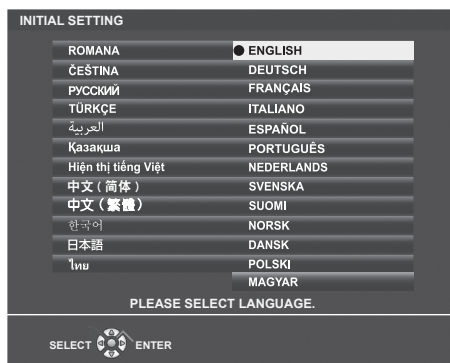 INITIAL SETTING
ROMANA
ČEŠTINA
РУССКИЙ
TÜRKÇE
العربية
Қазақша
Hiện thị tiếng Việt
中文 ( 简体 )
中文 ( 繁體 )
한국어
日本語
ไทย
ENGLISH
DEUTSCH
FRANÇAIS
ITALIANO
ESPAÑOL
PORTUGUÊS
NEDERLANDS
SVENSKA
SUOMI
NORSK
DANSK
POLSKI
MAGYAR
PLEASE SELECT LANGUAGE.
SELECT ENTER